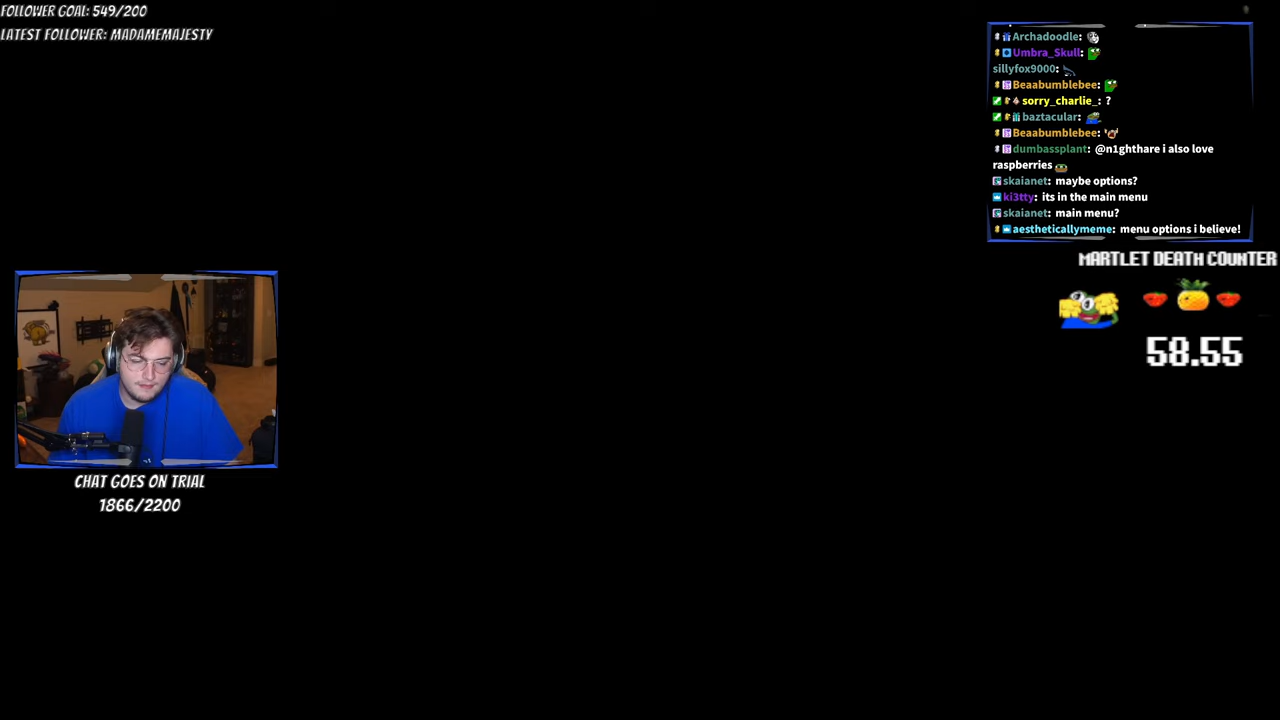 FOLLOWER GOAL: 549/200
LATEST FOLLOWER: MADAMEMAJESTY
Archadoodle:
Umbra_Skull:
sillyfox9000:
Beaabumblebee:
sorry_charlie_: ?
baztacular:
Beaabumblebee:
dumbassplant: @n1ghthare i also love
raspberries
skaianet: maybe options?
ki3tty: its in the main menu
skaianet: main menu?
aestheticallymeme: menu options i believe!
MARTLET DEATH COUNTER
58.55
CHAT GOES ON TRIAL
1866/2200